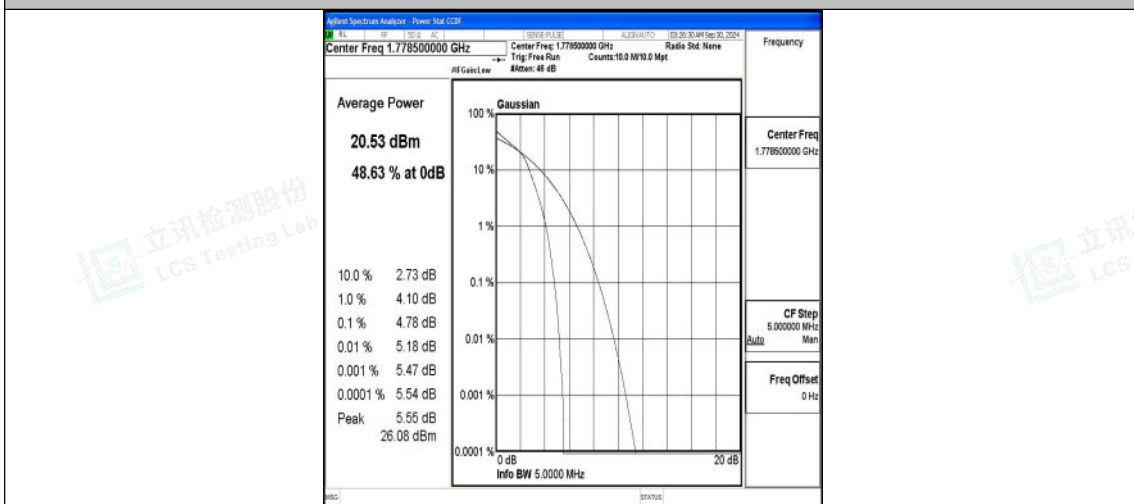 Agilent Spectrum Analyzer - Power Stat CCDF
RL RF 50 Ω AC SENSE:PULSE ALIGNAUTO 03:26:30 AM Sep 30, 2024
Center Freq 1.778500000 GHz
Center Freq: 1.778500000 GHz Radio Std: None
Trig: Free Run Counts:10.0 M/10.0 Mpt
#IFGain:Low #Atten: 46 dB
Frequency
Average Power
20.53 dBm
48.63 % at 0dB
10.0 % 2.73 dB
1.0 % 4.10 dB
0.1 % 4.78 dB
0.01 % 5.18 dB
0.001 % 5.47 dB
0.0001 % 5.54 dB
Peak 5.55 dB
26.08 dBm
Gaussian
100 %
10 %
1 %
0.1 %
0.01 %
0.001 %
0.0001 %
0 dB 20 dB
Info BW 5.0000 MHz
Center Freq
1.778500000 GHz
CF Step
5.000000 MHz
Auto Man
Freq Offset
0 Hz
MSG STATUS
立讯检测股份
LCS Testing Lab
立讯
LCS